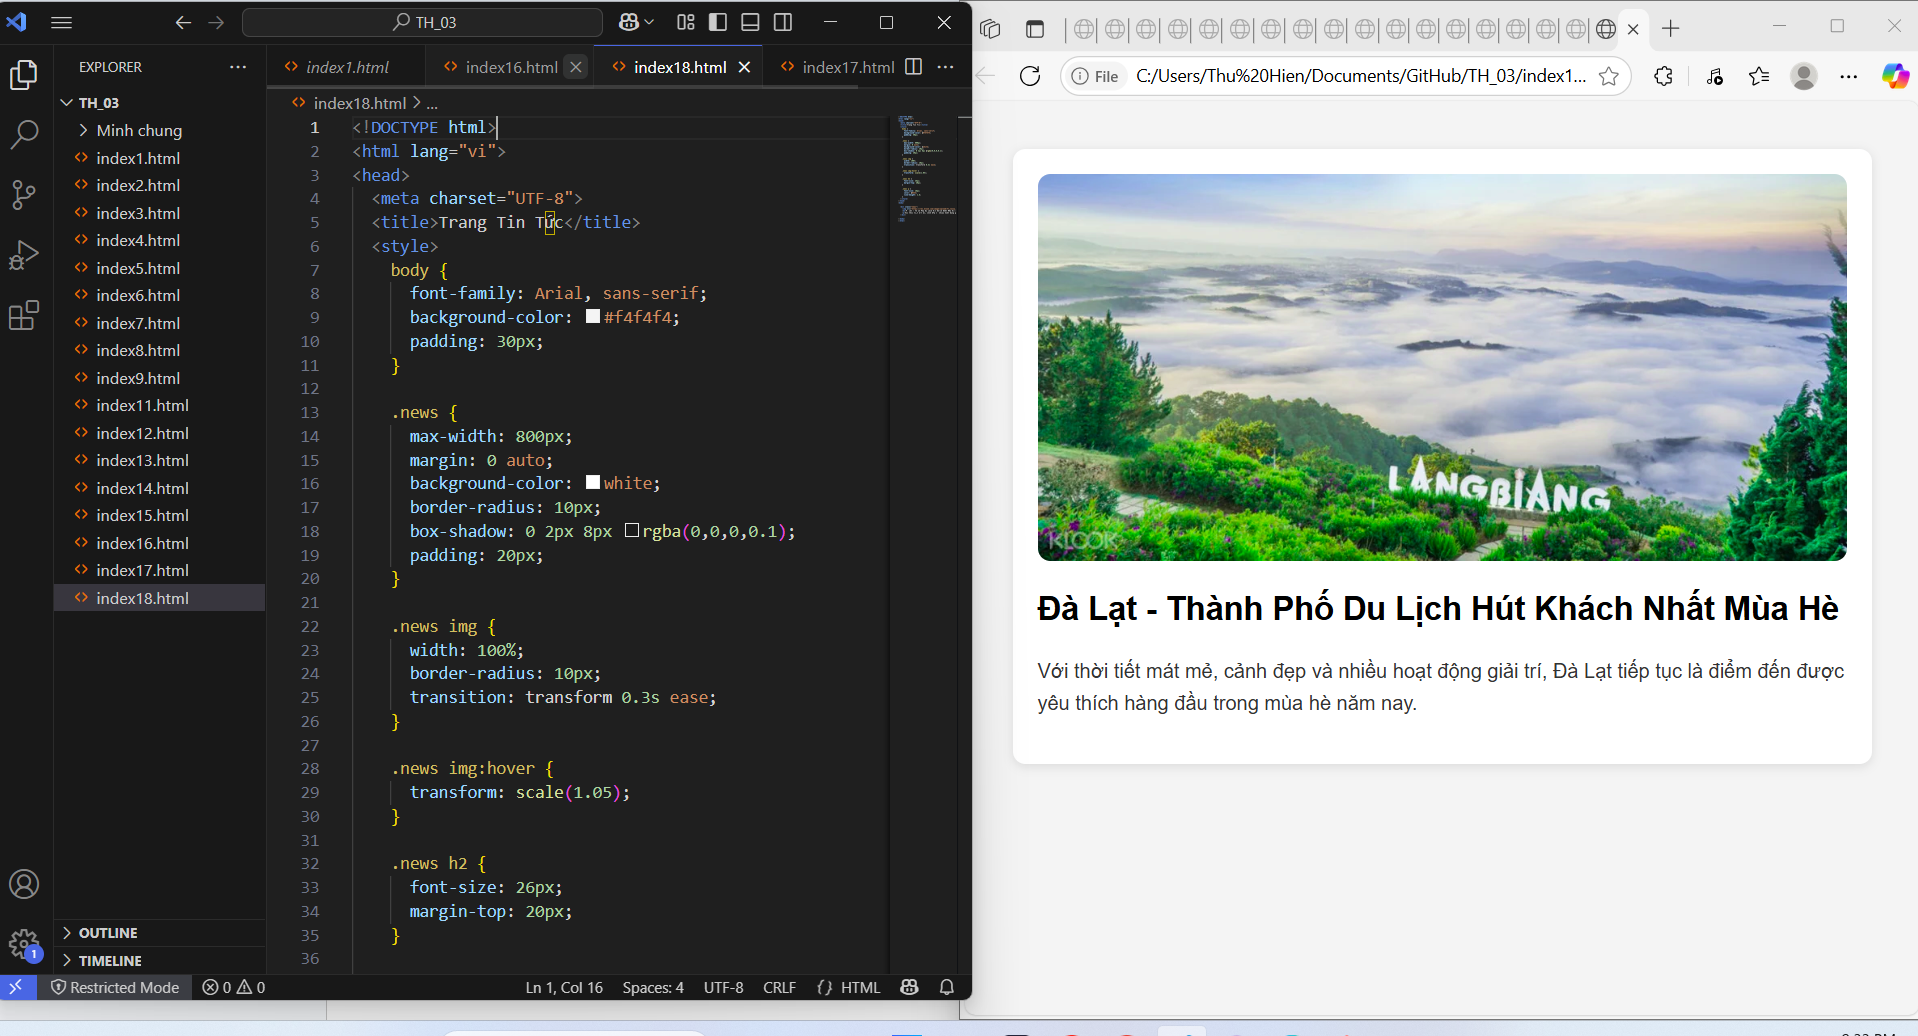 TH_03
EXPLORER
TH_03
Minh chung
index1.html
index2.html
index3.html
index4.html
index5.html
index6.html
index7.html
index8.html
index9.html
index11.html
index12.html
index13.html
index14.html
index15.html
index16.html
index17.html
index18.html
OUTLINE
TIMELINE
index1.html
index16.html
index18.html
index17.html
index18.html > ...
1 <!DOCTYPE html>
2 <html lang="vi">
3 <head>
4 <meta charset="UTF-8">
5 <title>Trang Tin Tức</title>
6 <style>
7 body {
8 font-family: Arial, sans-serif;
9 background-color: #f4f4f4;
10 padding: 30px;
11 }
12
13 .news {
14 max-width: 800px;
15 margin: 0 auto;
16 background-color: white;
17 border-radius: 10px;
18 box-shadow: 0 2px 8px rgba(0,0,0,0.1);
19 padding: 20px;
20 }
21
22 .news img {
23 width: 100%;
24 border-radius: 10px;
25 transition: transform 0.3s ease;
26 }
27
28 .news img:hover {
29 transform: scale(1.05);
30 }
31
32 .news h2 {
33 font-size: 26px;
34 margin-top: 20px;
35 }
36
1
Restricted Mode 0 0 Ln 1, Col 16 Spaces: 4 UTF-8 CRLF {} HTML
File C:/Users/Thu%20Hien/Documents/GitHub/TH_03/index1...
LANGBIANG
KLOOK
Đà Lạt - Thành Phố Du Lịch Hút Khách Nhất Mùa Hè
Với thời tiết mát mẻ, cảnh đẹp và nhiều hoạt động giải trí, Đà Lạt tiếp tục là điểm đến được
yêu thích hàng đầu trong mùa hè năm nay.